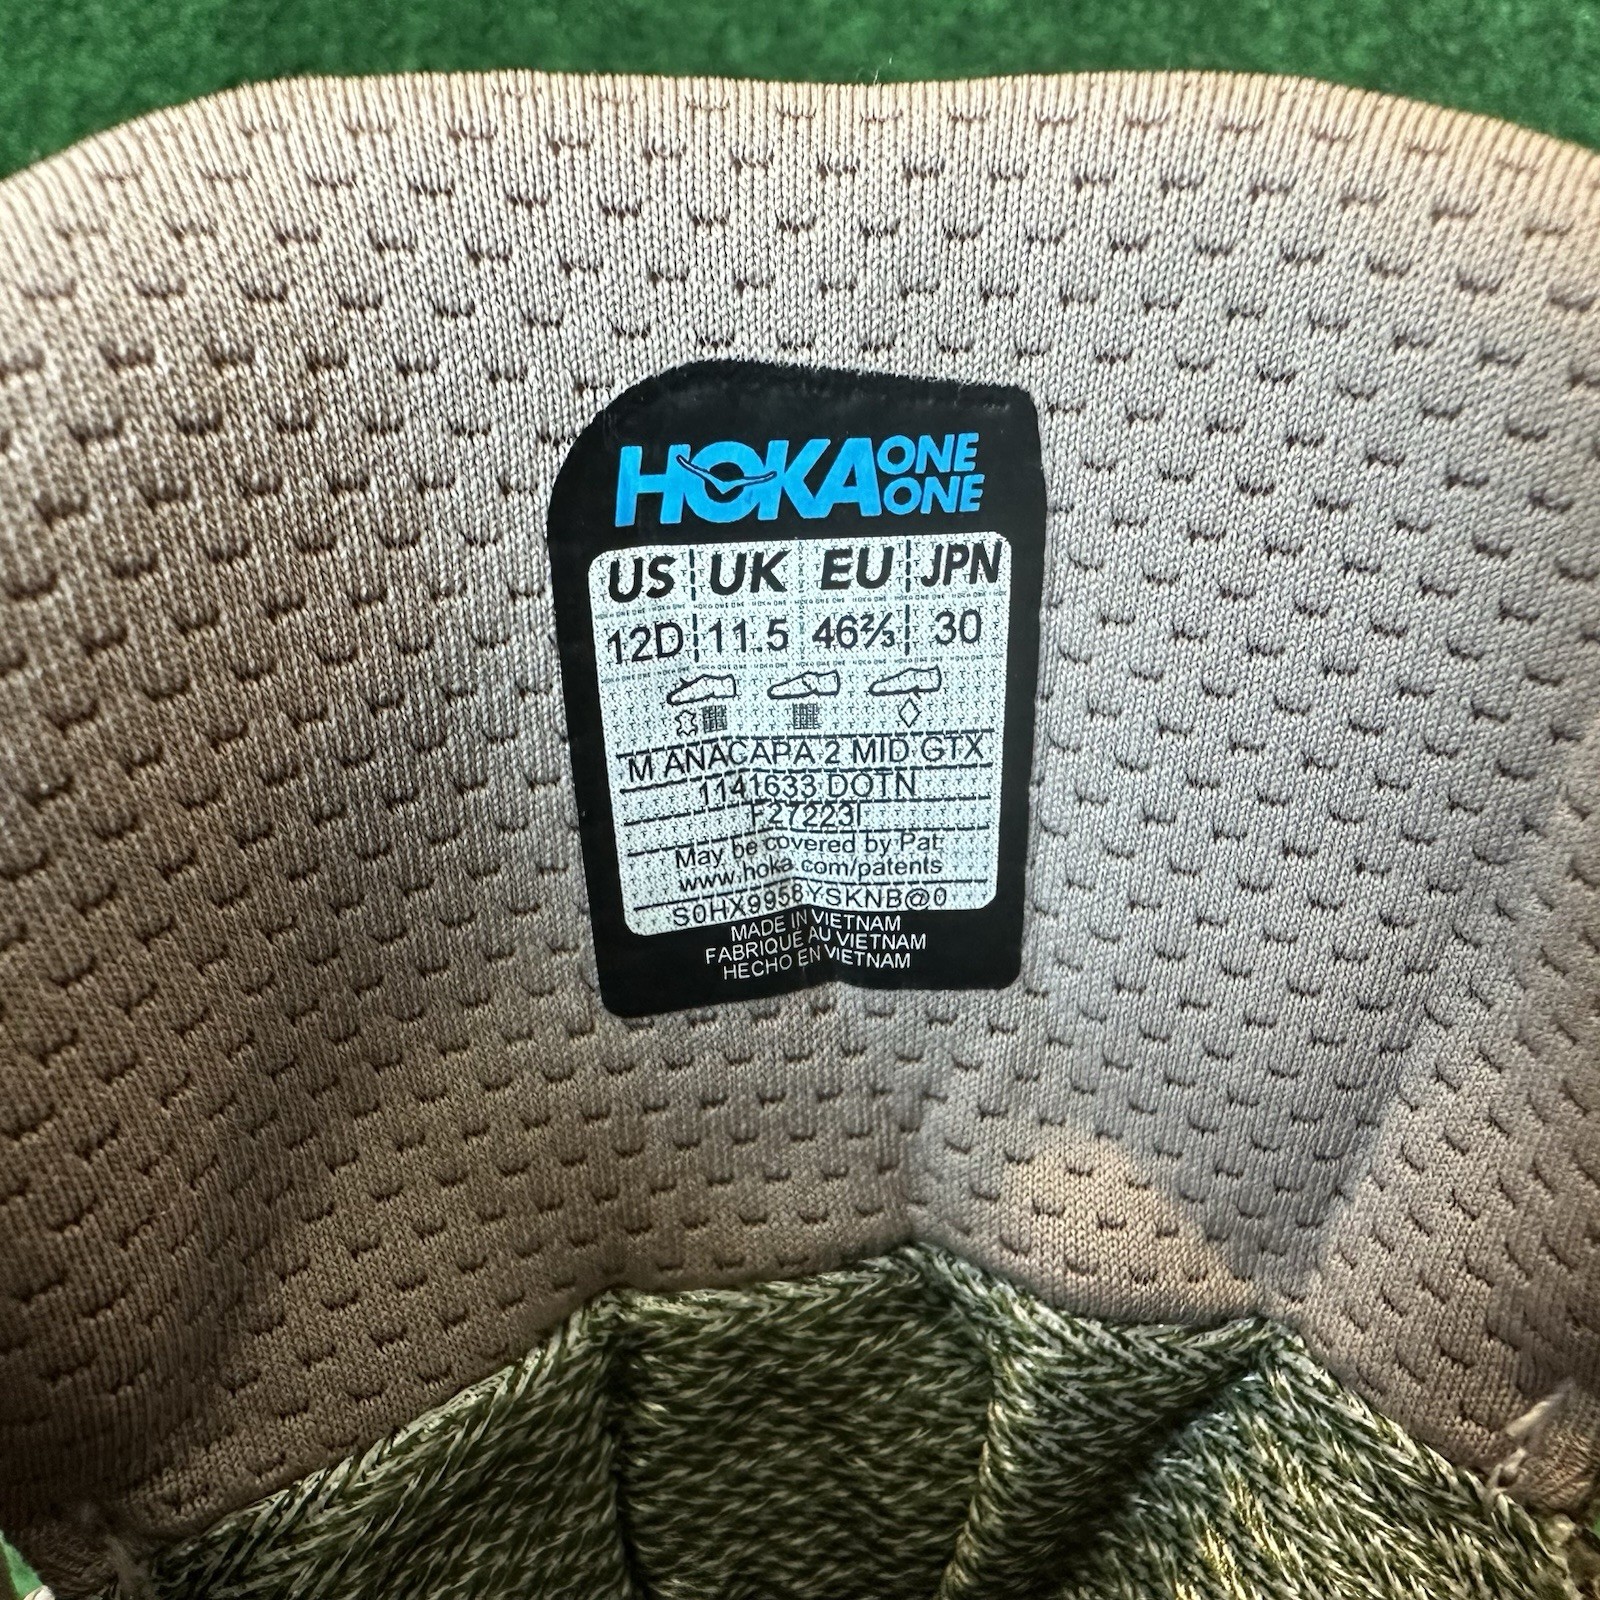 HOKA ONE ONE
US UK EU JPN
12D 11.5 46⅔ 30
M ANACAPA 2 MID GTX
1141633 DOTN
F27223I
May be covered by Pat:
www.hoka.com/patents
S0HX9958YSKNB@0
MADE IN VIETNAM
FABRIQUE AU VIETNAM
HECHO EN VIETNAM